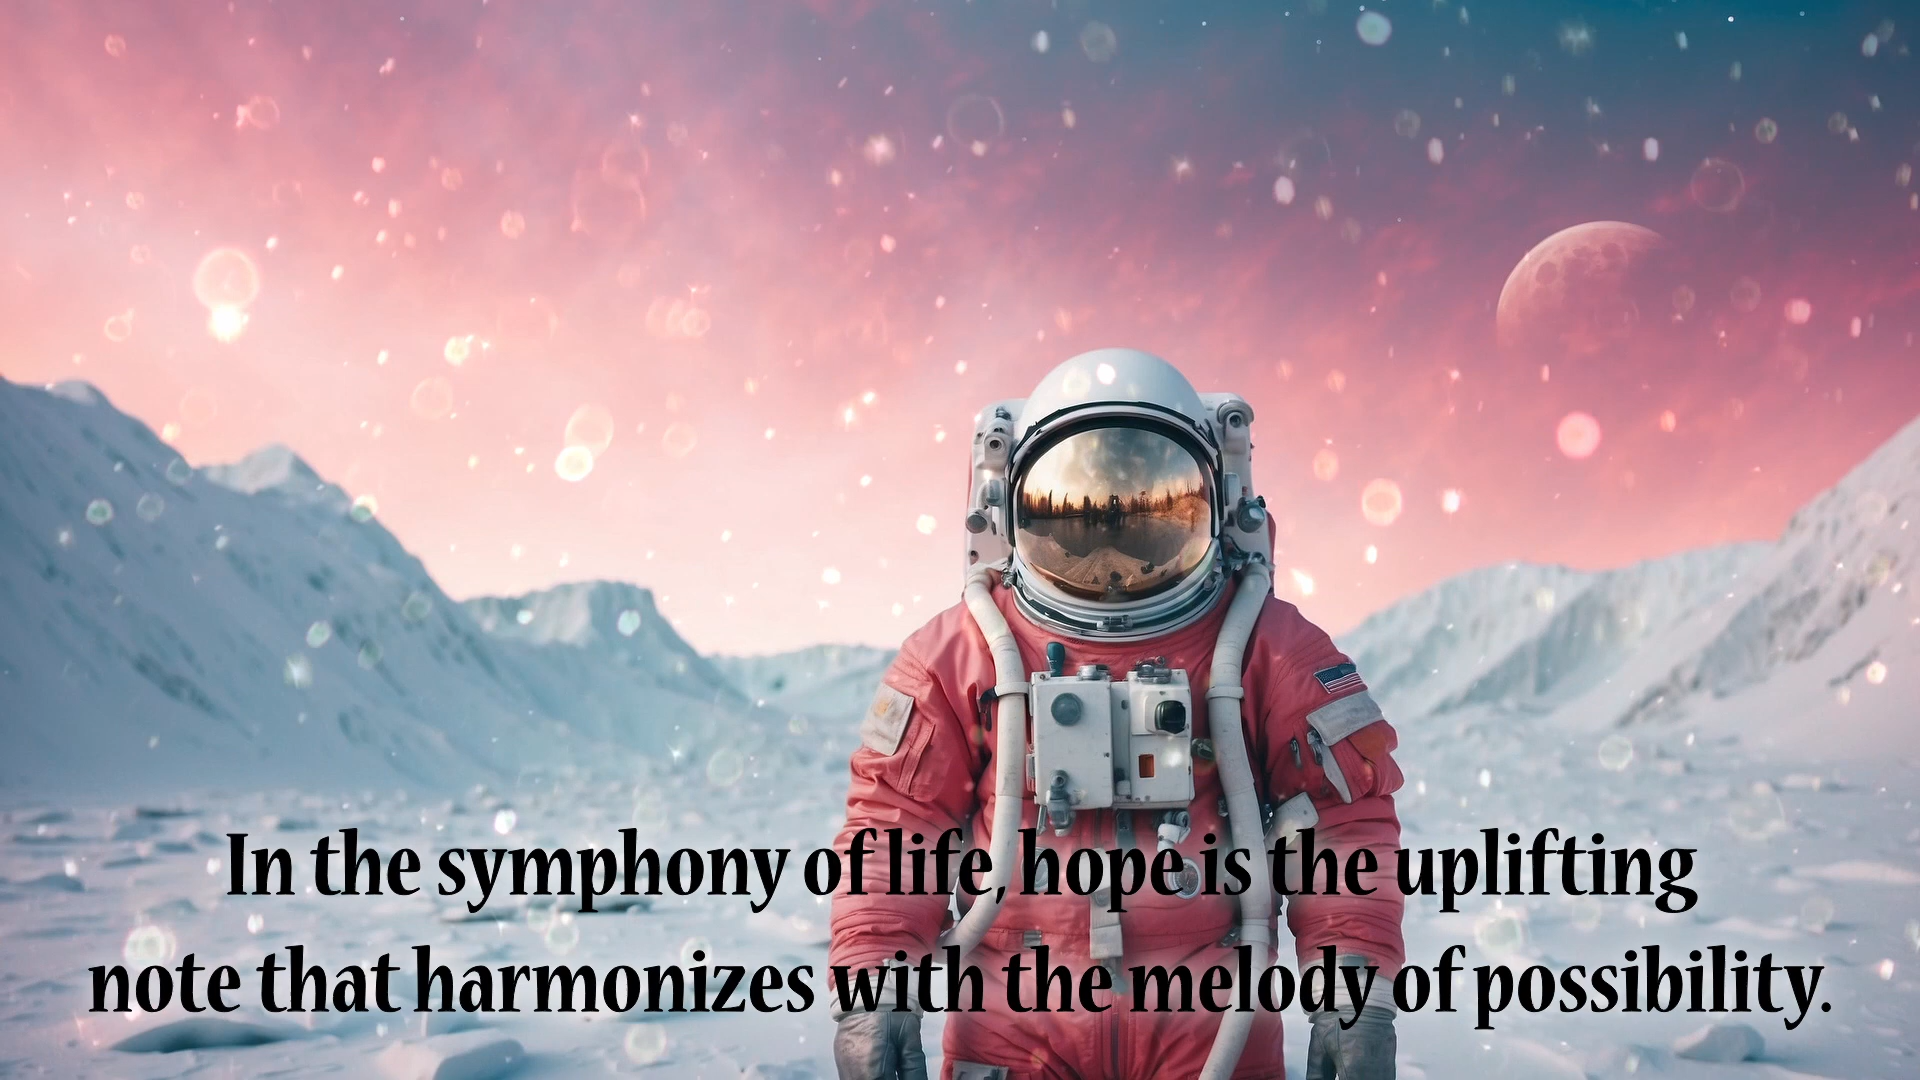 In the symphony of life, hope is the uplifting
note that harmonizes with the melody of possibility.